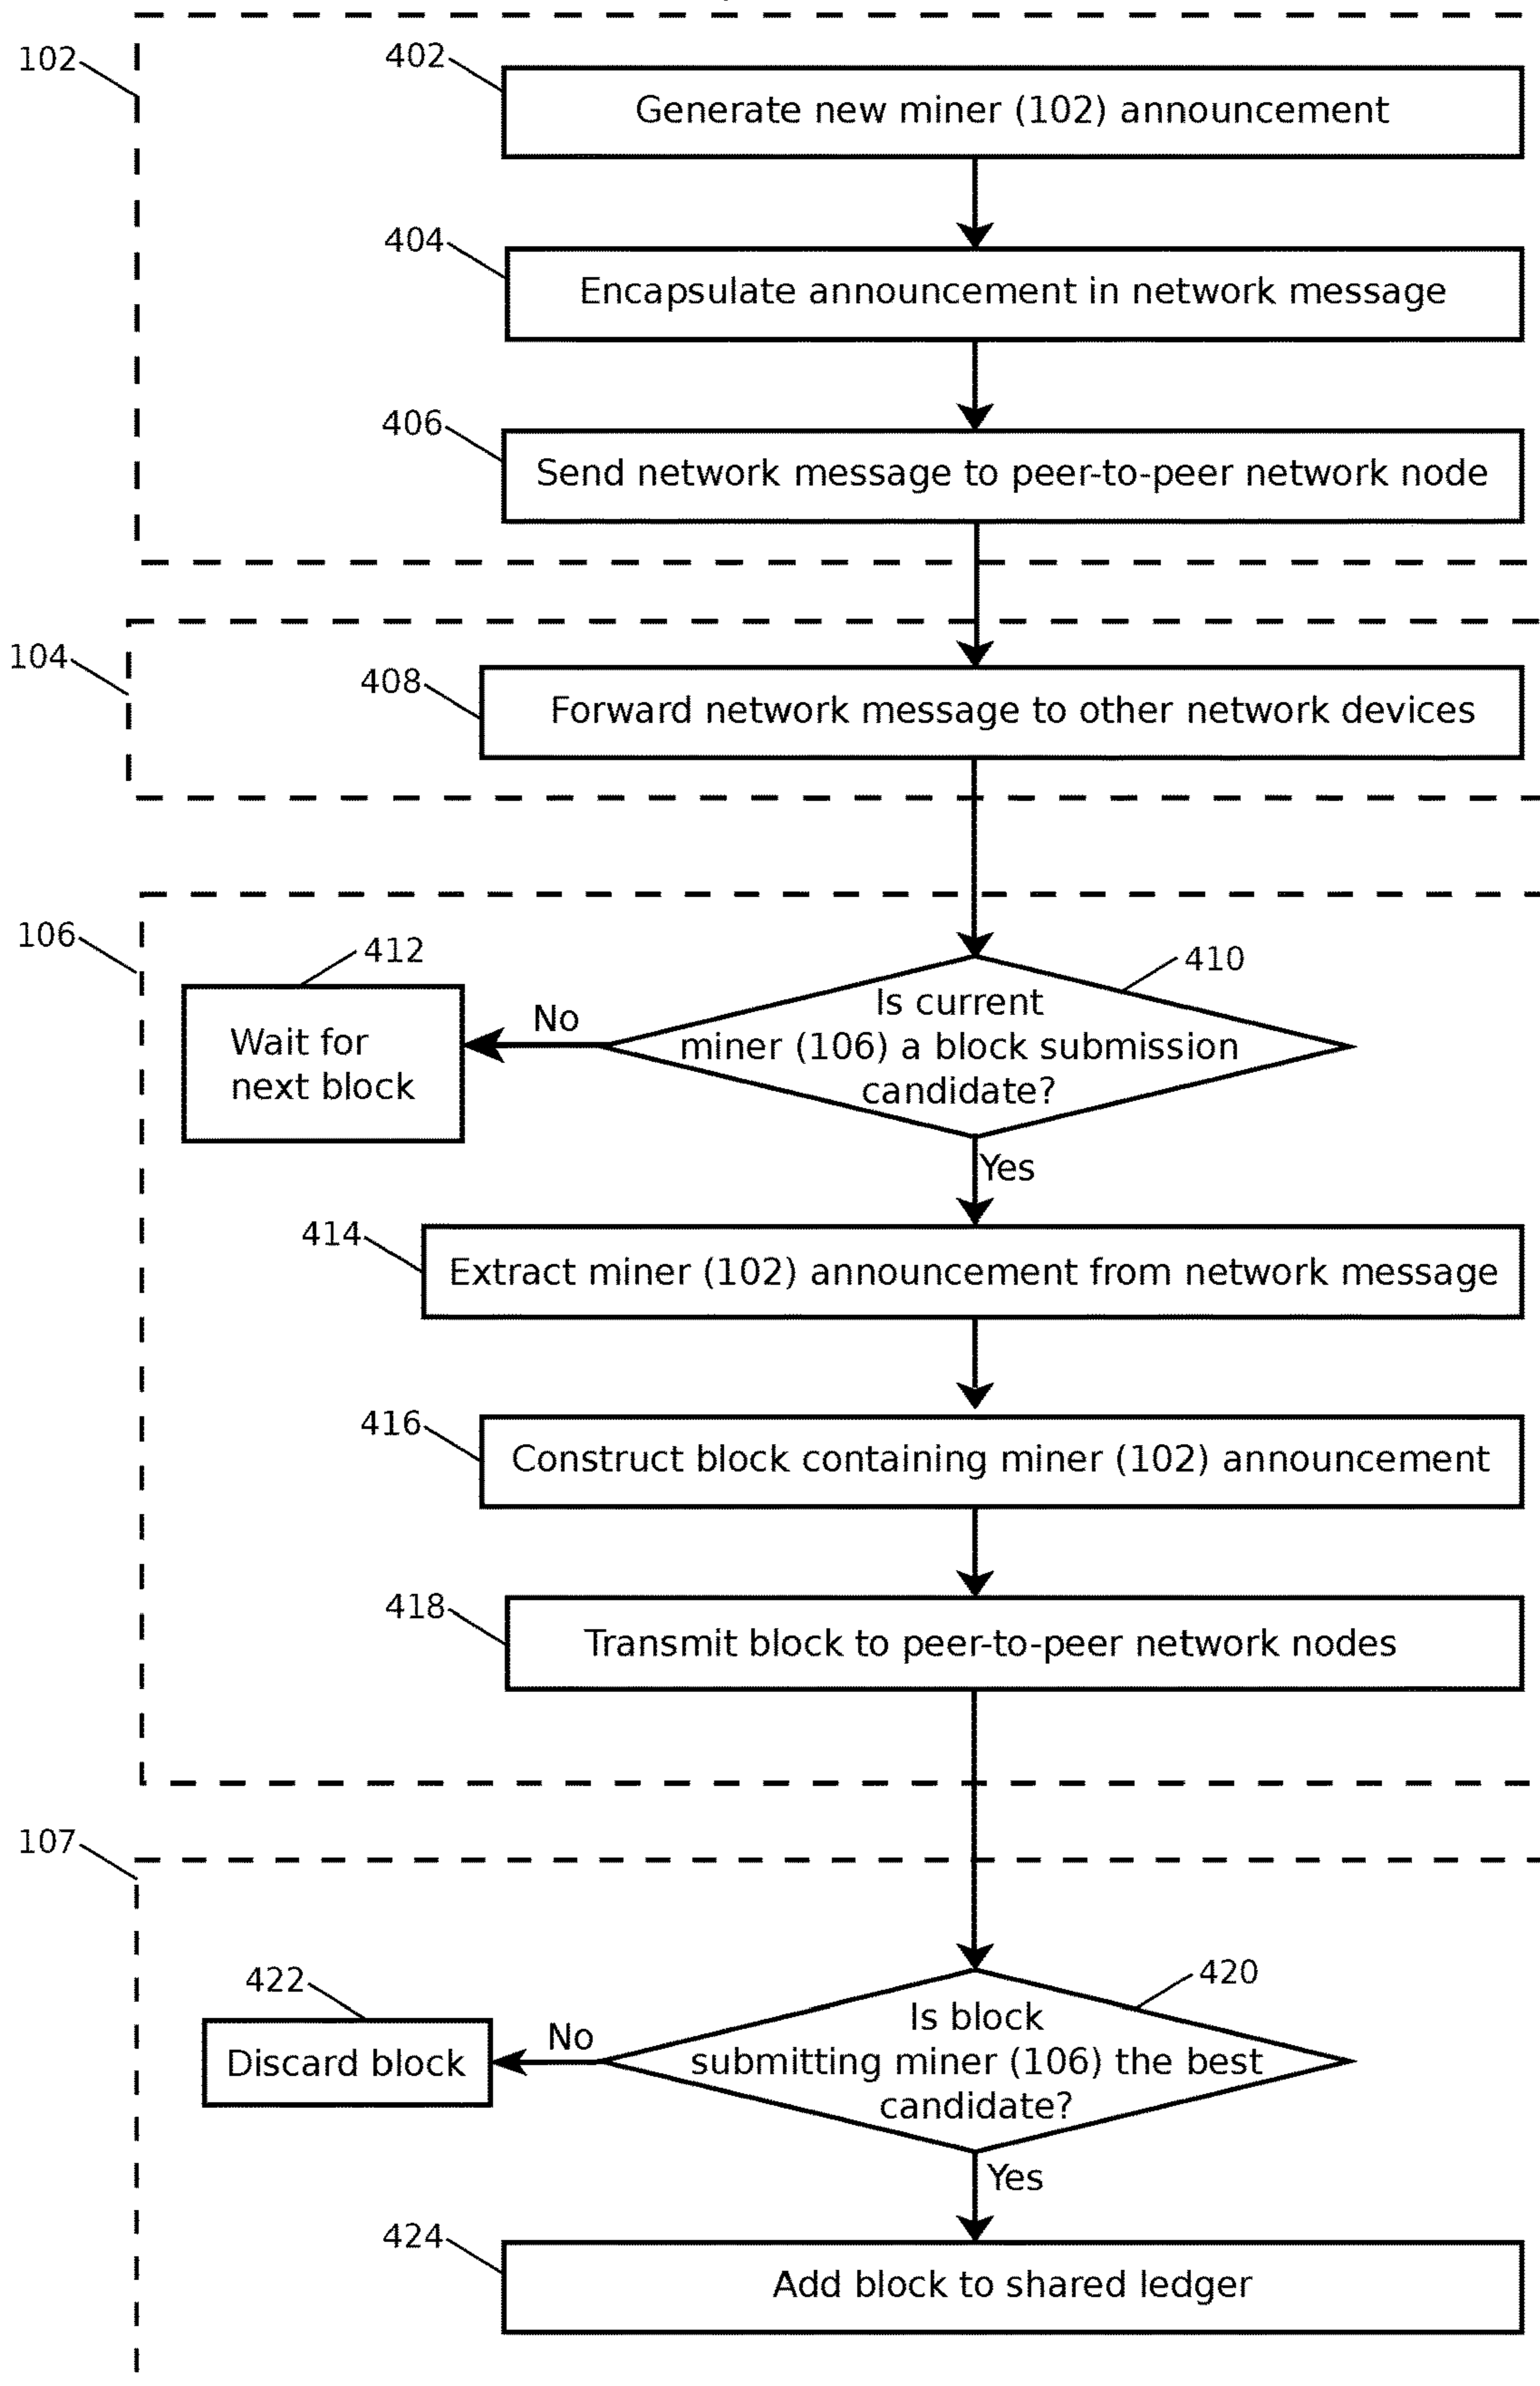 102
402
Generate new miner (102) announcement
404
Encapsulate announcement in network message
406
Send network message to peer-to-peer network node
104
408
Forward network message to other network devices
106
412
410
Wait for
next block
No
Is current
miner (106) a block submission
candidate?
Yes
414
Extract miner (102) announcement from network message
416
Construct block containing miner (102) announcement
418
Transmit block to peer-to-peer network nodes
107
422
420
Discard block
No
Is block
submitting miner (106) the best
candidate?
Yes
424
Add block to shared ledger